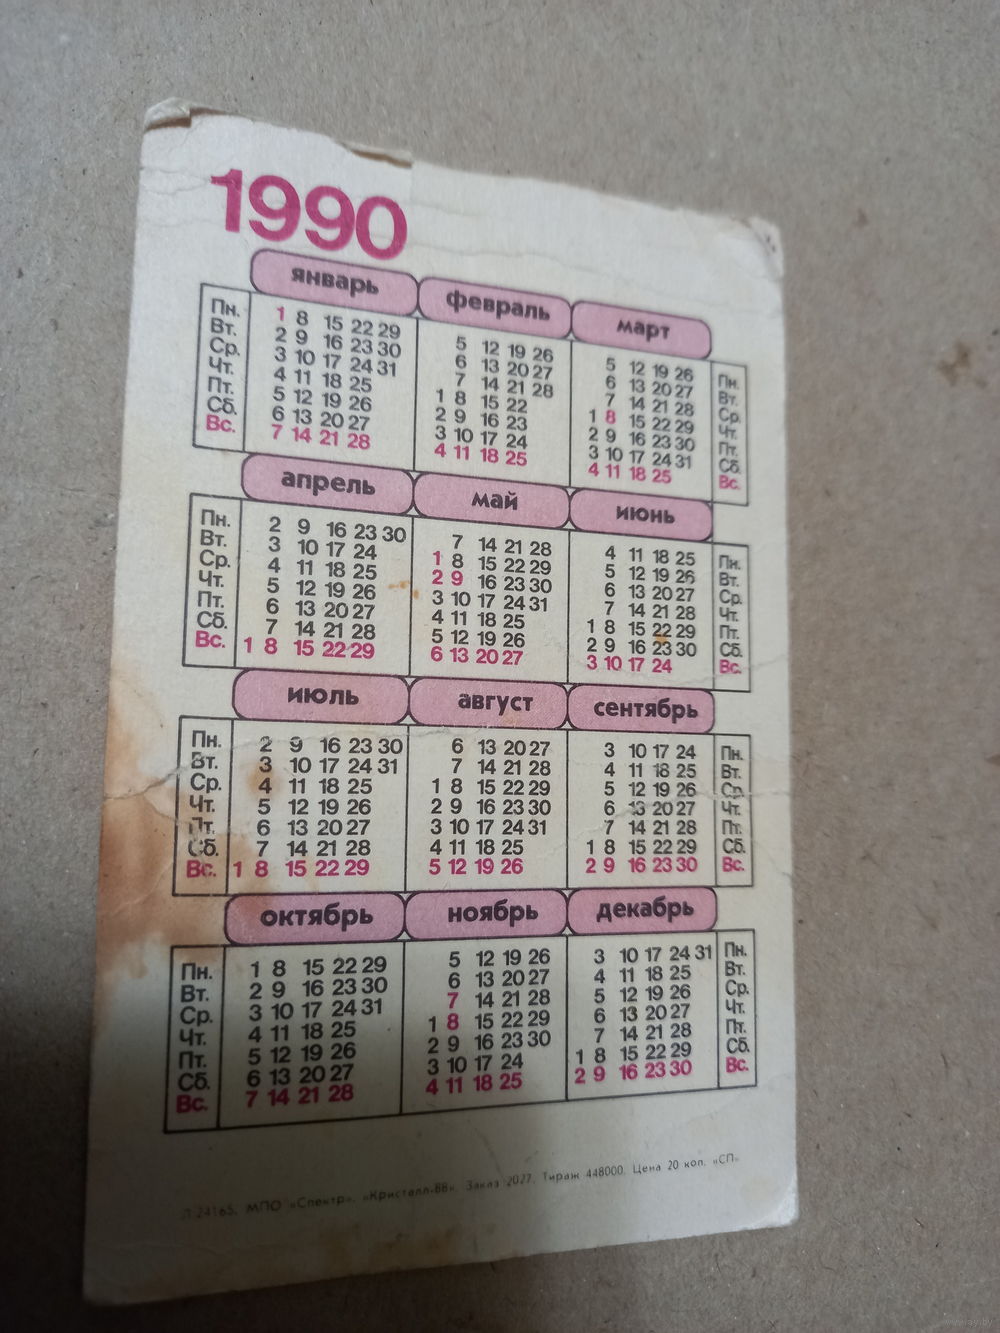 1990
январь февраль март
Пн. 1 8 15 22 29 5 12 19 26 5 12 19 26 Пн.
Вт. 2 9 16 23 30 6 13 20 27 6 13 20 27 Вт.
Ср. 3 10 17 24 31 7 14 21 28 7 14 21 28 Ср.
Чт. 4 11 18 25 1 8 15 22 1 8 15 22 29 Чт.
Пт. 5 12 19 26 2 9 16 23 2 9 16 23 30 Пт.
Сб. 6 13 20 27 3 10 17 24 3 10 17 24 31 Сб.
Вс. 7 14 21 28 4 11 18 25 4 11 18 25 Вс.
апрель май июнь
Пн. 2 9 16 23 30 7 14 21 28 4 11 18 25 Пн.
Вт. 3 10 17 24 1 8 15 22 29 5 12 19 26 Вт.
Ср. 4 11 18 25 2 9 16 23 30 6 13 20 27 Ср.
Чт. 5 12 19 26 3 10 17 24 31 7 14 21 28 Чт.
Пт. 6 13 20 27 4 11 18 25 1 8 15 22 29 Пт.
Сб. 7 14 21 28 5 12 19 26 2 9 16 23 30 Сб.
Вс. 1 8 15 22 29 6 13 20 27 3 10 17 24 Вс.
июль август сентябрь
Пн. 2 9 16 23 30 6 13 20 27 3 10 17 24 Пн.
Вт. 3 10 17 24 31 7 14 21 28 4 11 18 25 Вт.
Ср. 4 11 18 25 1 8 15 22 29 5 12 19 26 Ср.
Чт. 5 12 19 26 2 9 16 23 30 6 13 20 27 Чт.
Пт. 6 13 20 27 3 10 17 24 31 7 14 21 28 Пт.
Сб. 7 14 21 28 4 11 18 25 1 8 15 22 29 Сб.
Вс. 1 8 15 22 29 5 12 19 26 2 9 16 23 30 Вс.
октябрь ноябрь декабрь
Пн. 1 8 15 22 29 5 12 19 26 3 10 17 24 31 Пн.
Вт. 2 9 16 23 30 6 13 20 27 4 11 18 25 Вт.
Ср. 3 10 17 24 31 7 14 21 28 5 12 19 26 Ср.
Чт. 4 11 18 25 1 8 15 22 29 6 13 20 27 Чт.
Пт. 5 12 19 26 2 9 16 23 30 7 14 21 28 Пт.
Сб. 6 13 20 27 3 10 17 24 1 8 15 22 29 Сб.
Вс. 7 14 21 28 4 11 18 25 2 9 16 23 30 Вс.
Л 24165. МПО «Спектр». «Кристалл-88». Заказ 2027. Тираж 448000. Цена 20 коп. «СП»